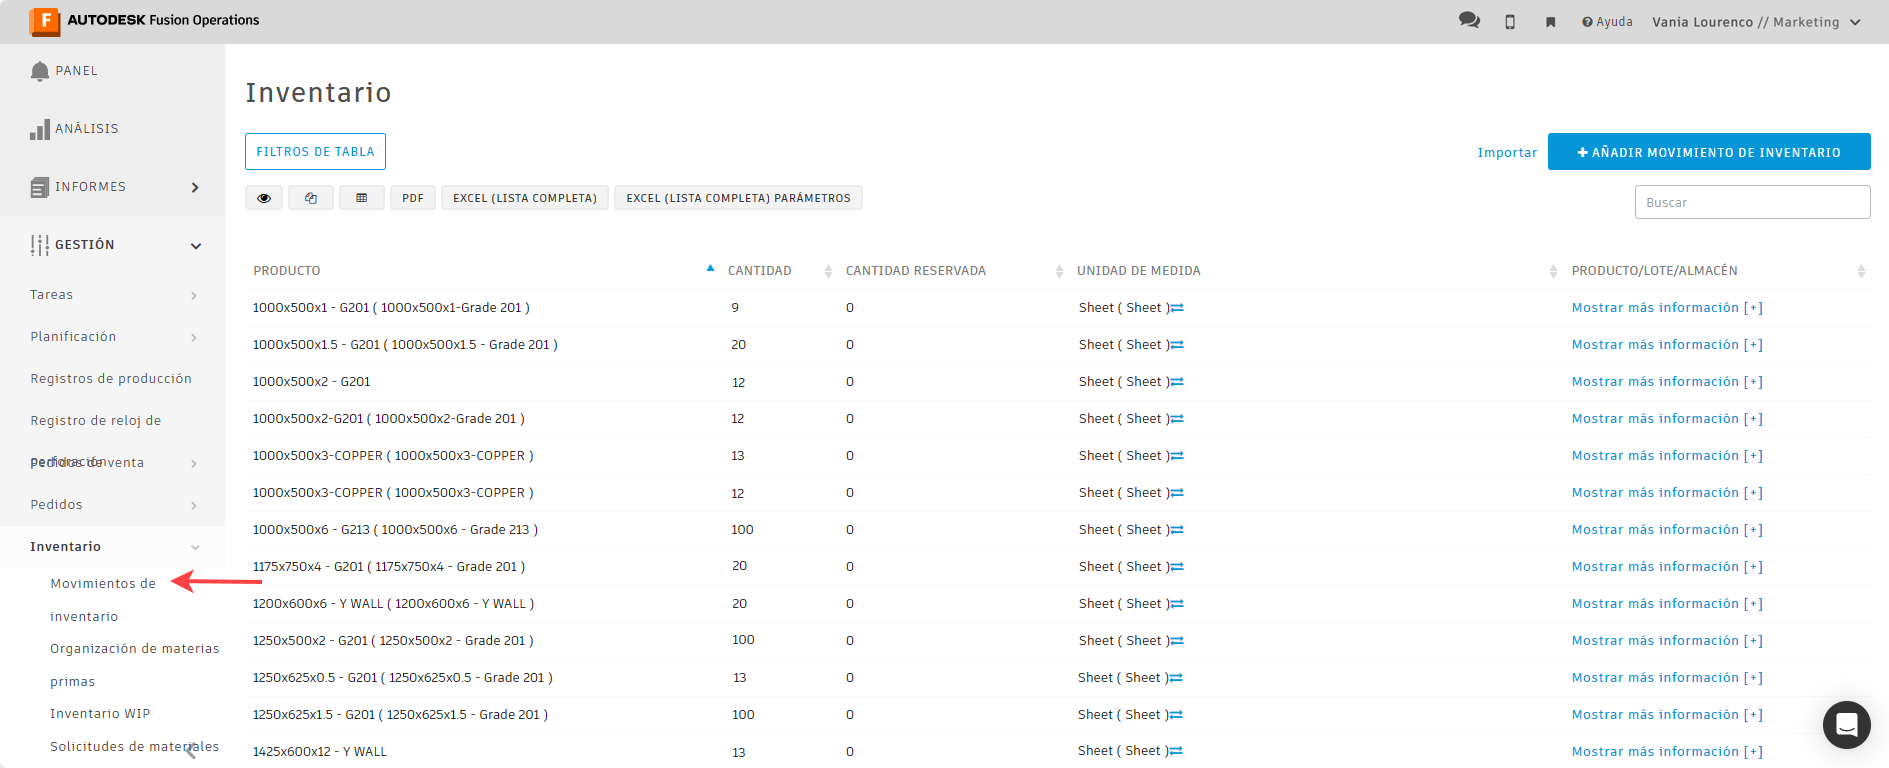 F AUTODESK Fusion Operations
Ayuda
Vania Lourenco // Marketing
PANEL
ANÁLISIS
INFORMES
GESTIÓN
Tareas
Planificación
Registros de producción
Registro de reloj de
perforación
Pedidos de venta
Pedidos
Inventario
Movimientos de
inventario
Organización de materias
primas
Inventario WIP
Solicitudes de materiales
Inventario
FILTROS DE TABLA
Importar
+ AÑADIR MOVIMIENTO DE INVENTARIO
PDF
EXCEL (LISTA COMPLETA)
EXCEL (LISTA COMPLETA) PARÁMETROS
Buscar
PRODUCTO CANTIDAD CANTIDAD RESERVADA UNIDAD DE MEDIDA PRODUCTO/LOTE/ALMACÉN
1000x500x1 - G201 ( 1000x500x1-Grade 201 ) 9 0 Sheet ( Sheet ) Mostrar más información [+]
1000x500x1.5 - G201 ( 1000x500x1.5 - Grade 201 ) 20 0 Sheet ( Sheet ) Mostrar más información [+]
1000x500x2 - G201 12 0 Sheet ( Sheet ) Mostrar más información [+]
1000x500x2-G201 ( 1000x500x2-Grade 201 ) 12 0 Sheet ( Sheet ) Mostrar más información [+]
1000x500x3-COPPER ( 1000x500x3-COPPER ) 13 0 Sheet ( Sheet ) Mostrar más información [+]
1000x500x3-COPPER ( 1000x500x3-COPPER ) 12 0 Sheet ( Sheet ) Mostrar más información [+]
1000x500x6 - G213 ( 1000x500x6 - Grade 213 ) 100 0 Sheet ( Sheet ) Mostrar más información [+]
1175x750x4 - G201 ( 1175x750x4 - Grade 201 ) 20 0 Sheet ( Sheet ) Mostrar más información [+]
1200x600x6 - Y WALL ( 1200x600x6 - Y WALL ) 20 0 Sheet ( Sheet ) Mostrar más información [+]
1250x500x2 - G201 ( 1250x500x2 - Grade 201 ) 100 0 Sheet ( Sheet ) Mostrar más información [+]
1250x625x0.5 - G201 ( 1250x625x0.5 - Grade 201 ) 13 0 Sheet ( Sheet ) Mostrar más información [+]
1250x625x1.5 - G201 ( 1250x625x1.5 - Grade 201 ) 100 0 Sheet ( Sheet ) Mostrar más información [+]
1425x600x12 - Y WALL 13 0 Sheet ( Sheet ) Mostrar más información [+]